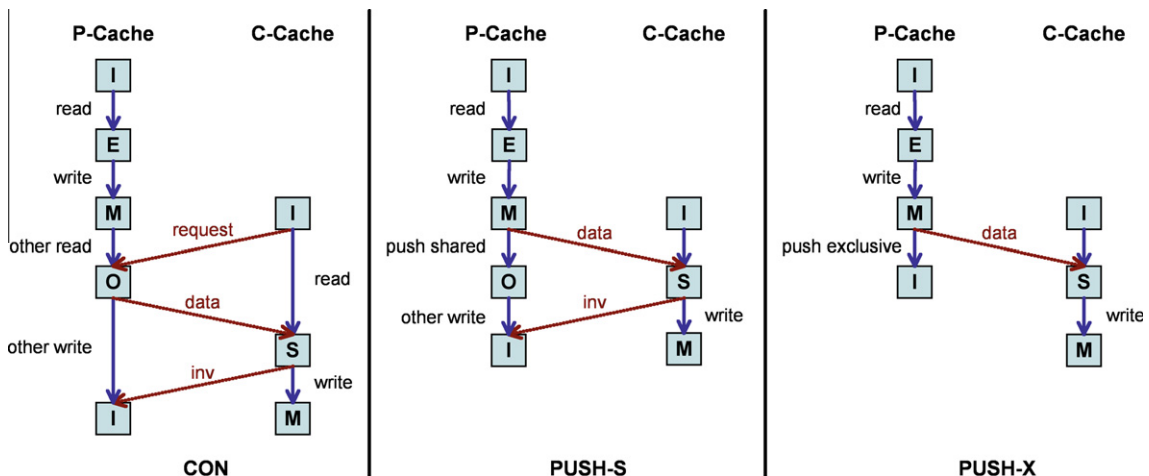 P-Cache C-Cache
I
read
E
write
M I
request
other read
O
read
data
other write
S
inv
write
I M
CON
P-Cache C-Cache
I
read
E
write
M I
data
push shared
O S
inv
other write write
I M
PUSH-S
P-Cache C-Cache
I
read
E
write
M I
data
push exclusive
I S
write
M
PUSH-X